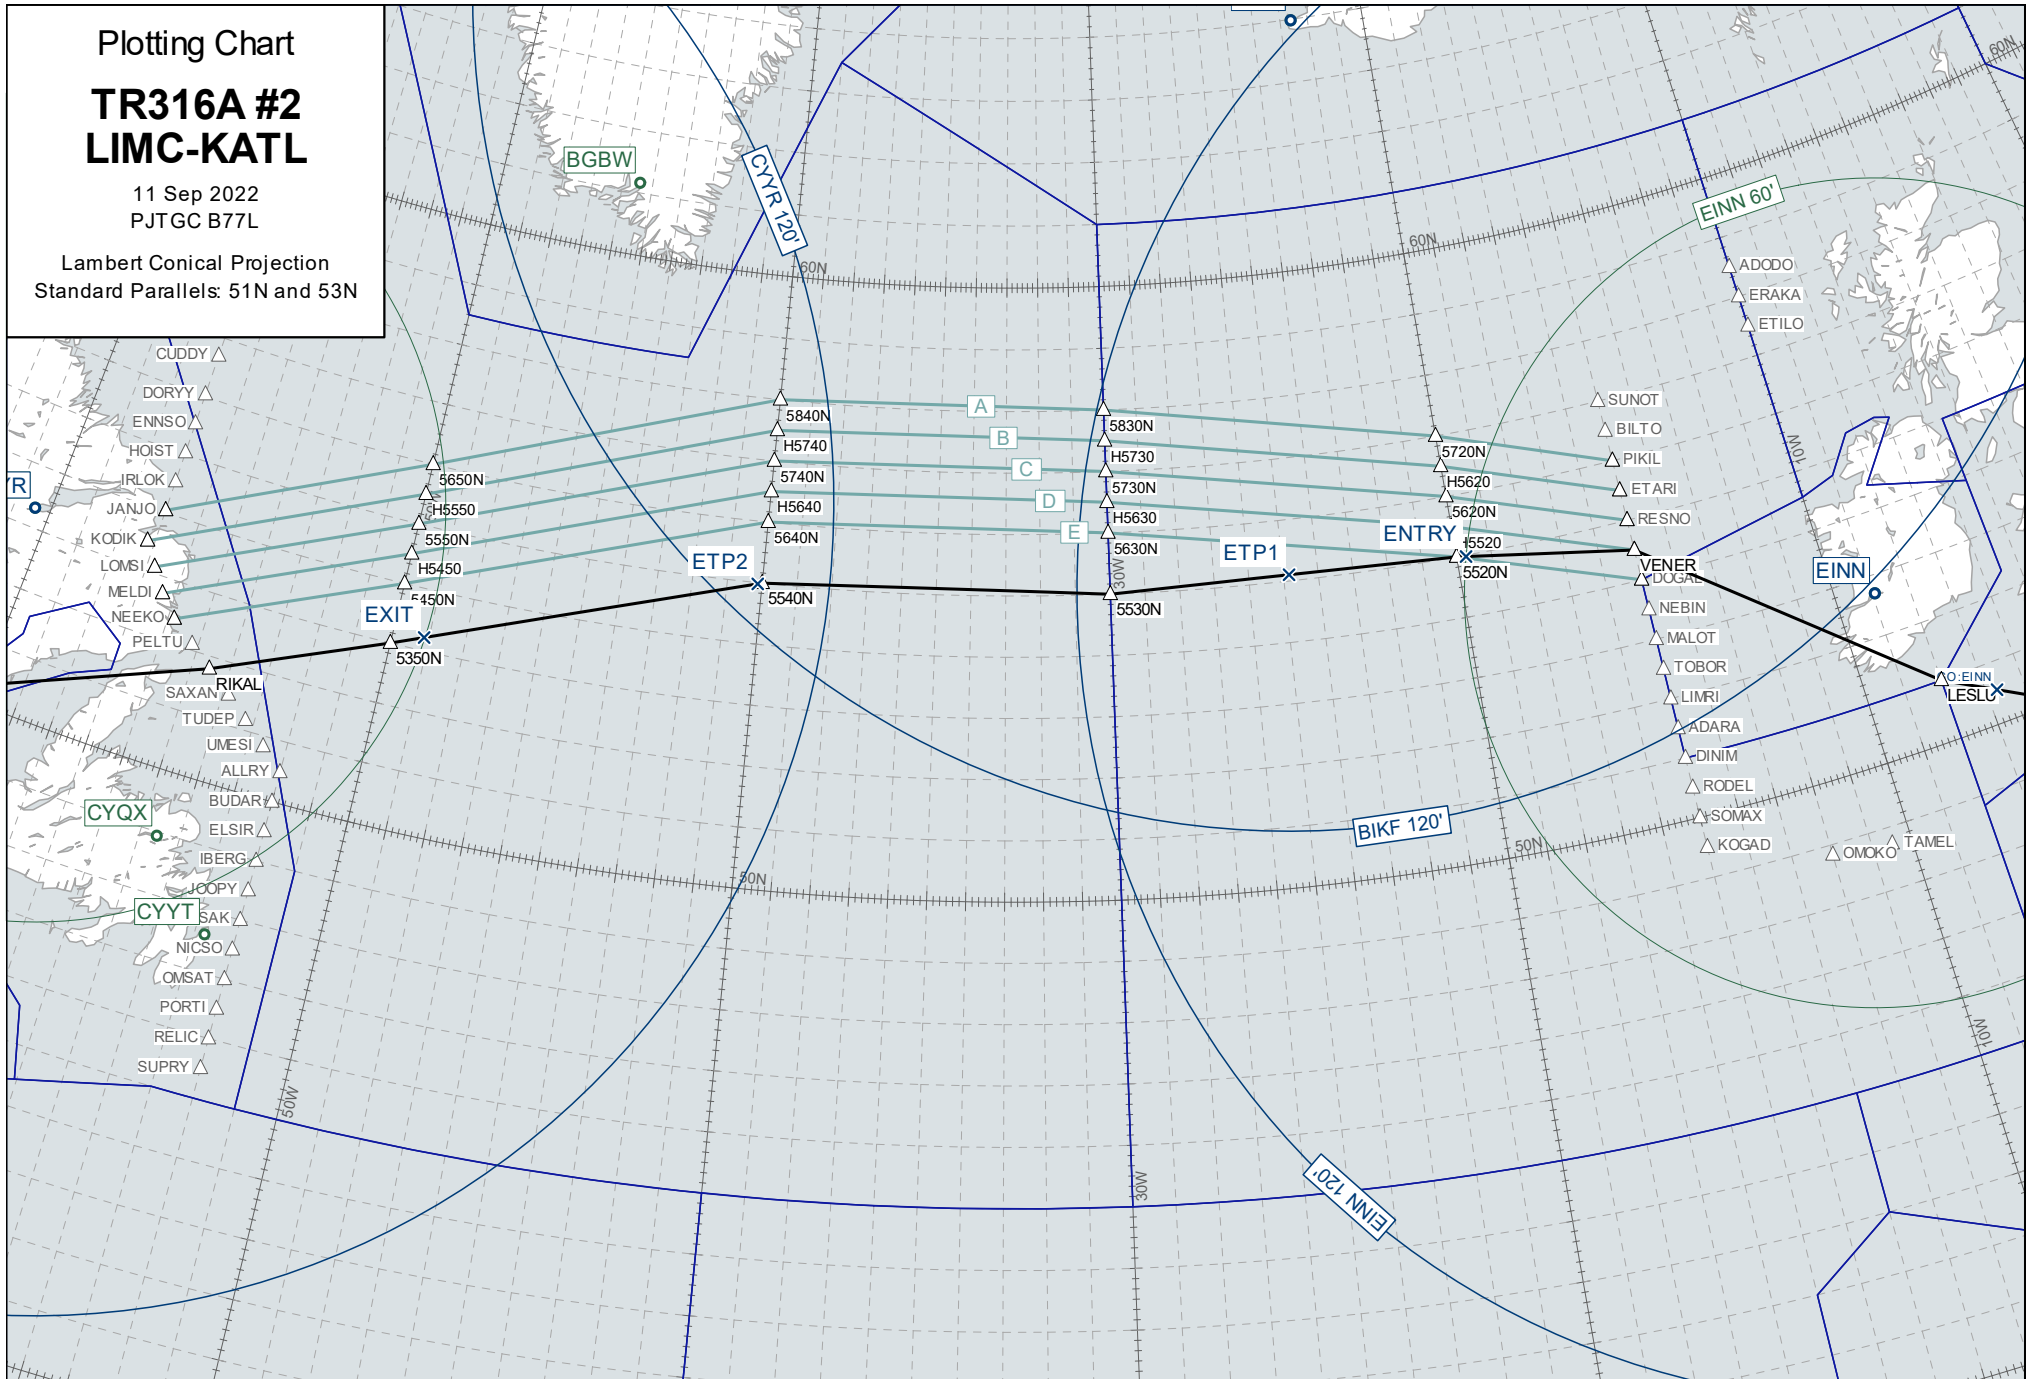 Plotting Chart
TR316A #2
LIMC-KATL
11 Sep 2022
PJTGC B77L
Lambert Conical Projection
Standard Parallels: 51N and 53N
BGBW
CYYR 120'
60N
60N
60N
EINN 60'
ADODO
ERAKA
ETILO
CUDDY
DORYY
ENNSO
HOIST
IRLOK
JANJO
KODIK
LOMSI
MELDI
NEEKO
PELTU
RIKAL
SAXAN
TUDEP
UMESI
ALLRY
BUDAR
ELSIR
IBERG
JOOPY
SAK
NICSO
OMSAT
PORTI
RELIC
SUPRY
YR
CYQX
CYYT
5650N
H5550
5550N
H5450
5450N
EXIT
5350N
A
B
C
D
E
5840N
H5740
5740N
H5640
5640N
ETP2
5540N
5830N
H5730
5730N
H5630
5630N
30W
5530N
ETP1
ENTRY
5720N
H5620
5620N
H5520
5520N
SUNOT
BILTO
PIKIL
ETARI
RESNO
VENER
DOGAL
NEBIN
MALOT
TOBOR
LIMRI
ADARA
DINIM
RODEL
SOMAX
KOGAD
OMOKO
TAMEL
10W
EINN
O:EINN
LESLU
BIKF 120'
50N
50N
EINN 120'
50W
30W
10W